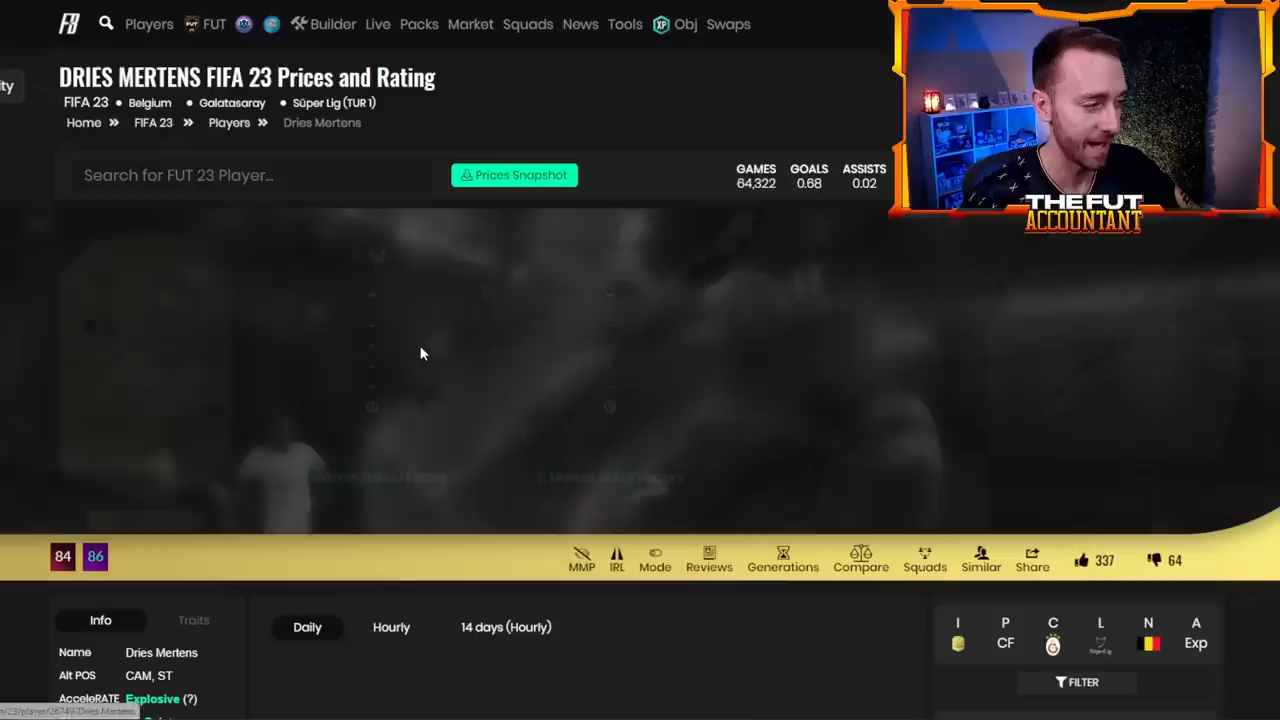 FB Players FUT Builder Live Packs Market Squads News Tools XP Obj Swaps
ity
DRIES MERTENS FIFA 23 Prices and Rating
FIFA 23 • Belgium • Galatasaray • Süper Lig (TUR 1)
Home » FIFA 23 » Players » Dries Mertens
Search for FUT 23 Player...
Prices Snapshot
GAMES GOALS ASSISTS
64,322 0.68 0.02
THE FUT
ACCOUNTANT
84 86
MMP IRL Mode Reviews Generations Compare Squads Similar Share 337 64
Info Traits
Daily Hourly 14 days (Hourly)
I P C L N A
CF Exp
Name Dries Mertens
Alt POS CAM, ST
FILTER
AcceleRATE Explosive (?)